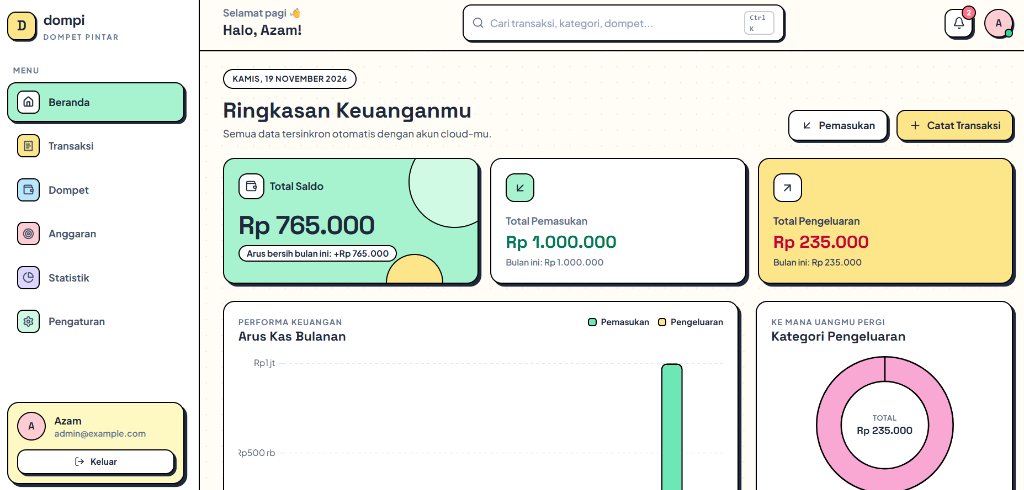 D
dompi
DOMPET PINTAR
MENU
Beranda
Transaksi
Dompet
Anggaran
Statistik
Pengaturan
A
Azam
admin@example.com
Keluar
Selamat pagi
Halo, Azam!
Cari transaksi, kategori, dompet...
Ctrl
K
2
A
KAMIS, 19 NOVEMBER 2026
Ringkasan Keuanganmu
Semua data tersinkron otomatis dengan akun cloud-mu.
Pemasukan
Catat Transaksi
Total Saldo
Rp 765.000
Arus bersih bulan ini: +Rp 765.000
Total Pemasukan
Rp 1.000.000
Bulan ini: Rp 1.000.000
Total Pengeluaran
Rp 235.000
Bulan ini: Rp 235.000
PERFORMA KEUANGAN
Arus Kas Bulanan
Pemasukan
Pengeluaran
Rp1 jt
Rp500 rb
KE MANA UANGMU PERGI
Kategori Pengeluaran
TOTAL
Rp 235.000